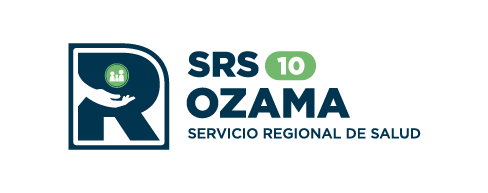 SRS 10
OZAMA
SERVICIO REGIONAL DE SALUD